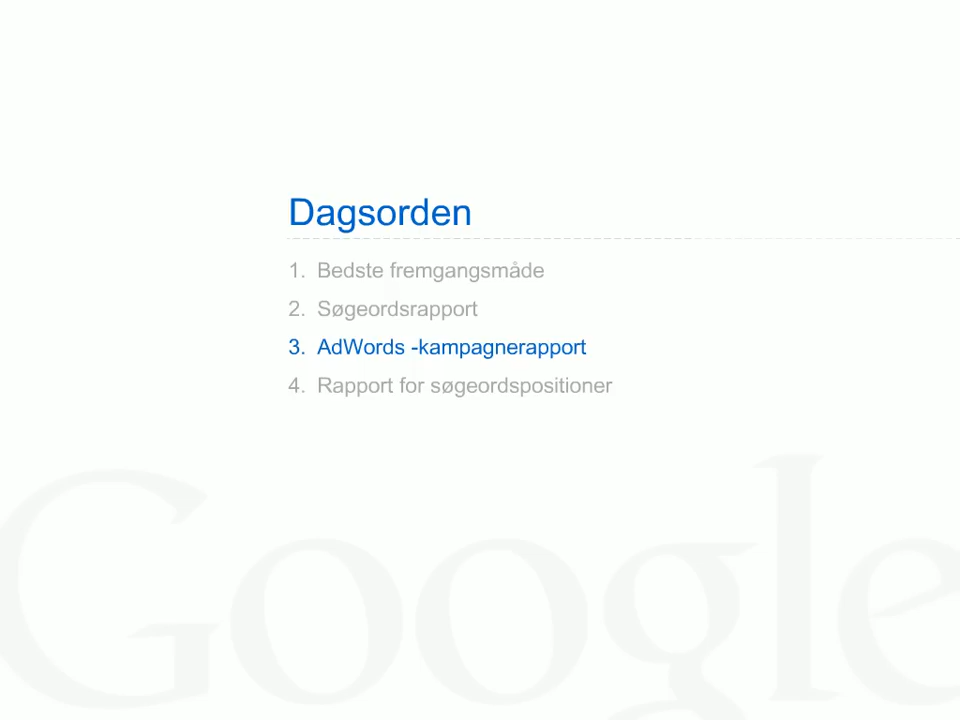 Dagsorden
1. Bedste fremgangsmåde
2. Søgeordsrapport
3. AdWords -kampagnerapport
4. Rapport for søgeordspositioner
Google